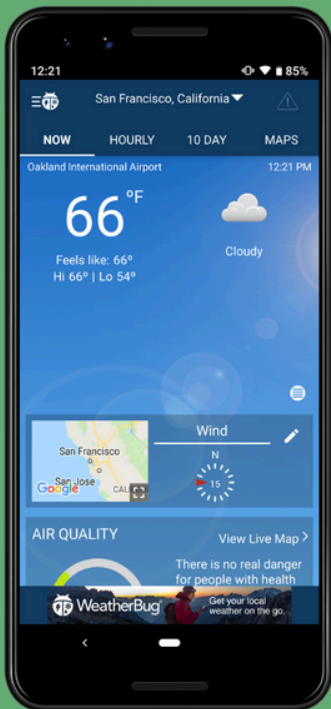 12:21
85%
San Francisco, California
NOW HOURLY 10 DAY MAPS
Oakland International Airport 12:21 PM
66°F
Cloudy
Feels like: 66°
Hi 66° | Lo 54°
Wind
N
15
San Francisco
San Jose
CALI
Google
AIR QUALITY
View Live Map >
There is no real danger
for people with health
WeatherBug
Get your local
weather on the go.